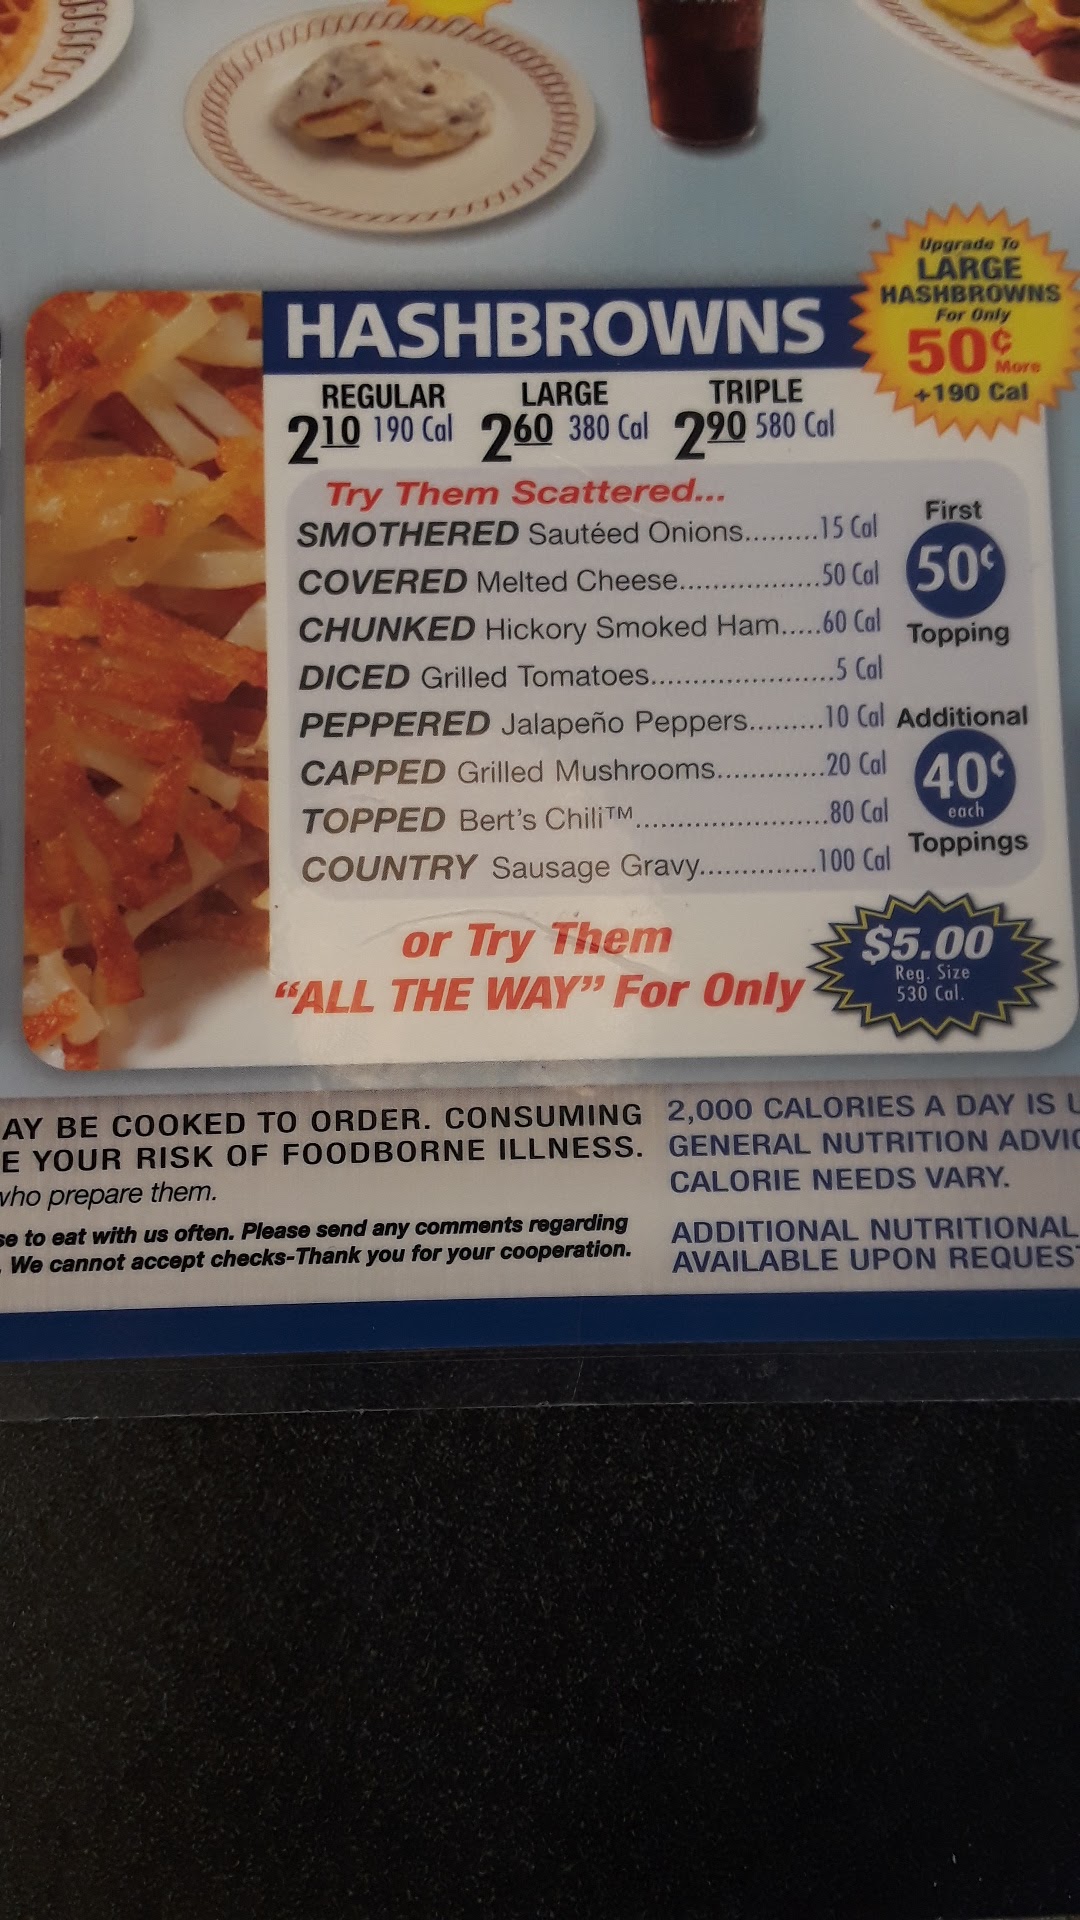 Upgrade To
LARGE
HASHBROWNS
For Only
50¢ More
+190 Cal
HASHBROWNS
REGULAR LARGE TRIPLE
210 190 Cal 260 380 Cal 290 580 Cal
Try Them Scattered...
SMOTHERED Sautéed Onions.........15 Cal
COVERED Melted Cheese.................50 Cal
CHUNKED Hickory Smoked Ham.....60 Cal
DICED Grilled Tomatoes......................5 Cal
PEPPERED Jalapeño Peppers.........10 Cal
CAPPED Grilled Mushrooms.............20 Cal
TOPPED Bert's Chili™.......................80 Cal
COUNTRY Sausage Gravy..............100 Cal
First
50¢
Topping
Additional
40¢
each
Toppings
or Try Them
"ALL THE WAY" For Only
$5.00
Reg. Size
530 Cal.
AY BE COOKED TO ORDER. CONSUMING
E YOUR RISK OF FOODBORNE ILLNESS.
who prepare them.
se to eat with us often. Please send any comments regarding
. We cannot accept checks-Thank you for your cooperation.
2,000 CALORIES A DAY IS U
GENERAL NUTRITION ADVIC
CALORIE NEEDS VARY.
ADDITIONAL NUTRITIONAL
AVAILABLE UPON REQUEST